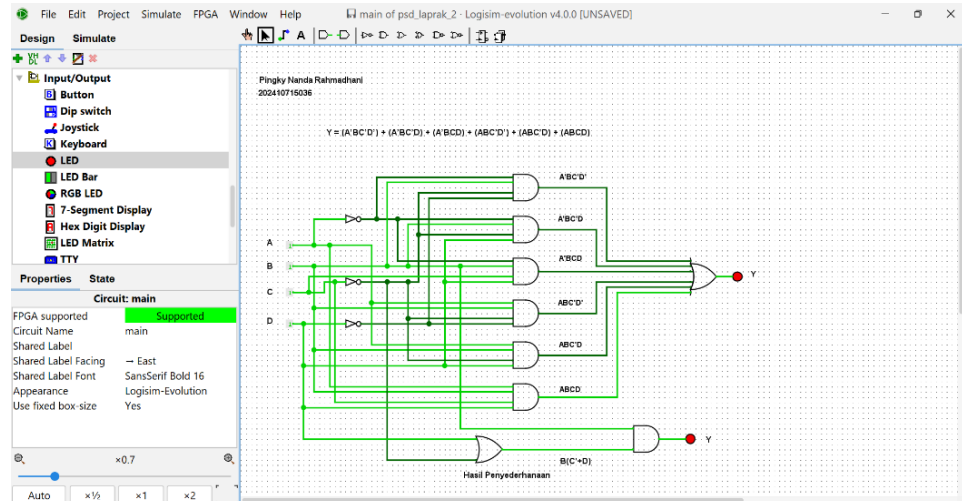 main of psd_laprak_2 - Logisim-evolution v4.0.0 [UNSAVED]
File Edit Project Simulate FPGA Window Help
Design Simulate
VH
DL
A
Input/Output
Button
Dip switch
Joystick
Keyboard
LED
LED Bar
RGB LED
7-Segment Display
Hex Digit Display
LED Matrix
TTY
Properties State
Circuit: main
FPGA supported Supported
Circuit Name main
Shared Label
Shared Label Facing → East
Shared Label Font SansSerif Bold 16
Appearance Logisim-Evolution
Use fixed box-size Yes
×0.7
Auto ×½ ×1 ×2
Pingky Nanda Rahmadhani
202410715036
Y = (A'BC'D') + (A'BC'D) + (A'BCD) + (ABC'D') + (ABC'D) + (ABCD)
A'BC'D'
A'BC'D
A
A'BCD
B
Y
C
ABC'D'
D
ABC'D
ABCD
Y
B(C'+D)
Hasil Penyederhanaan